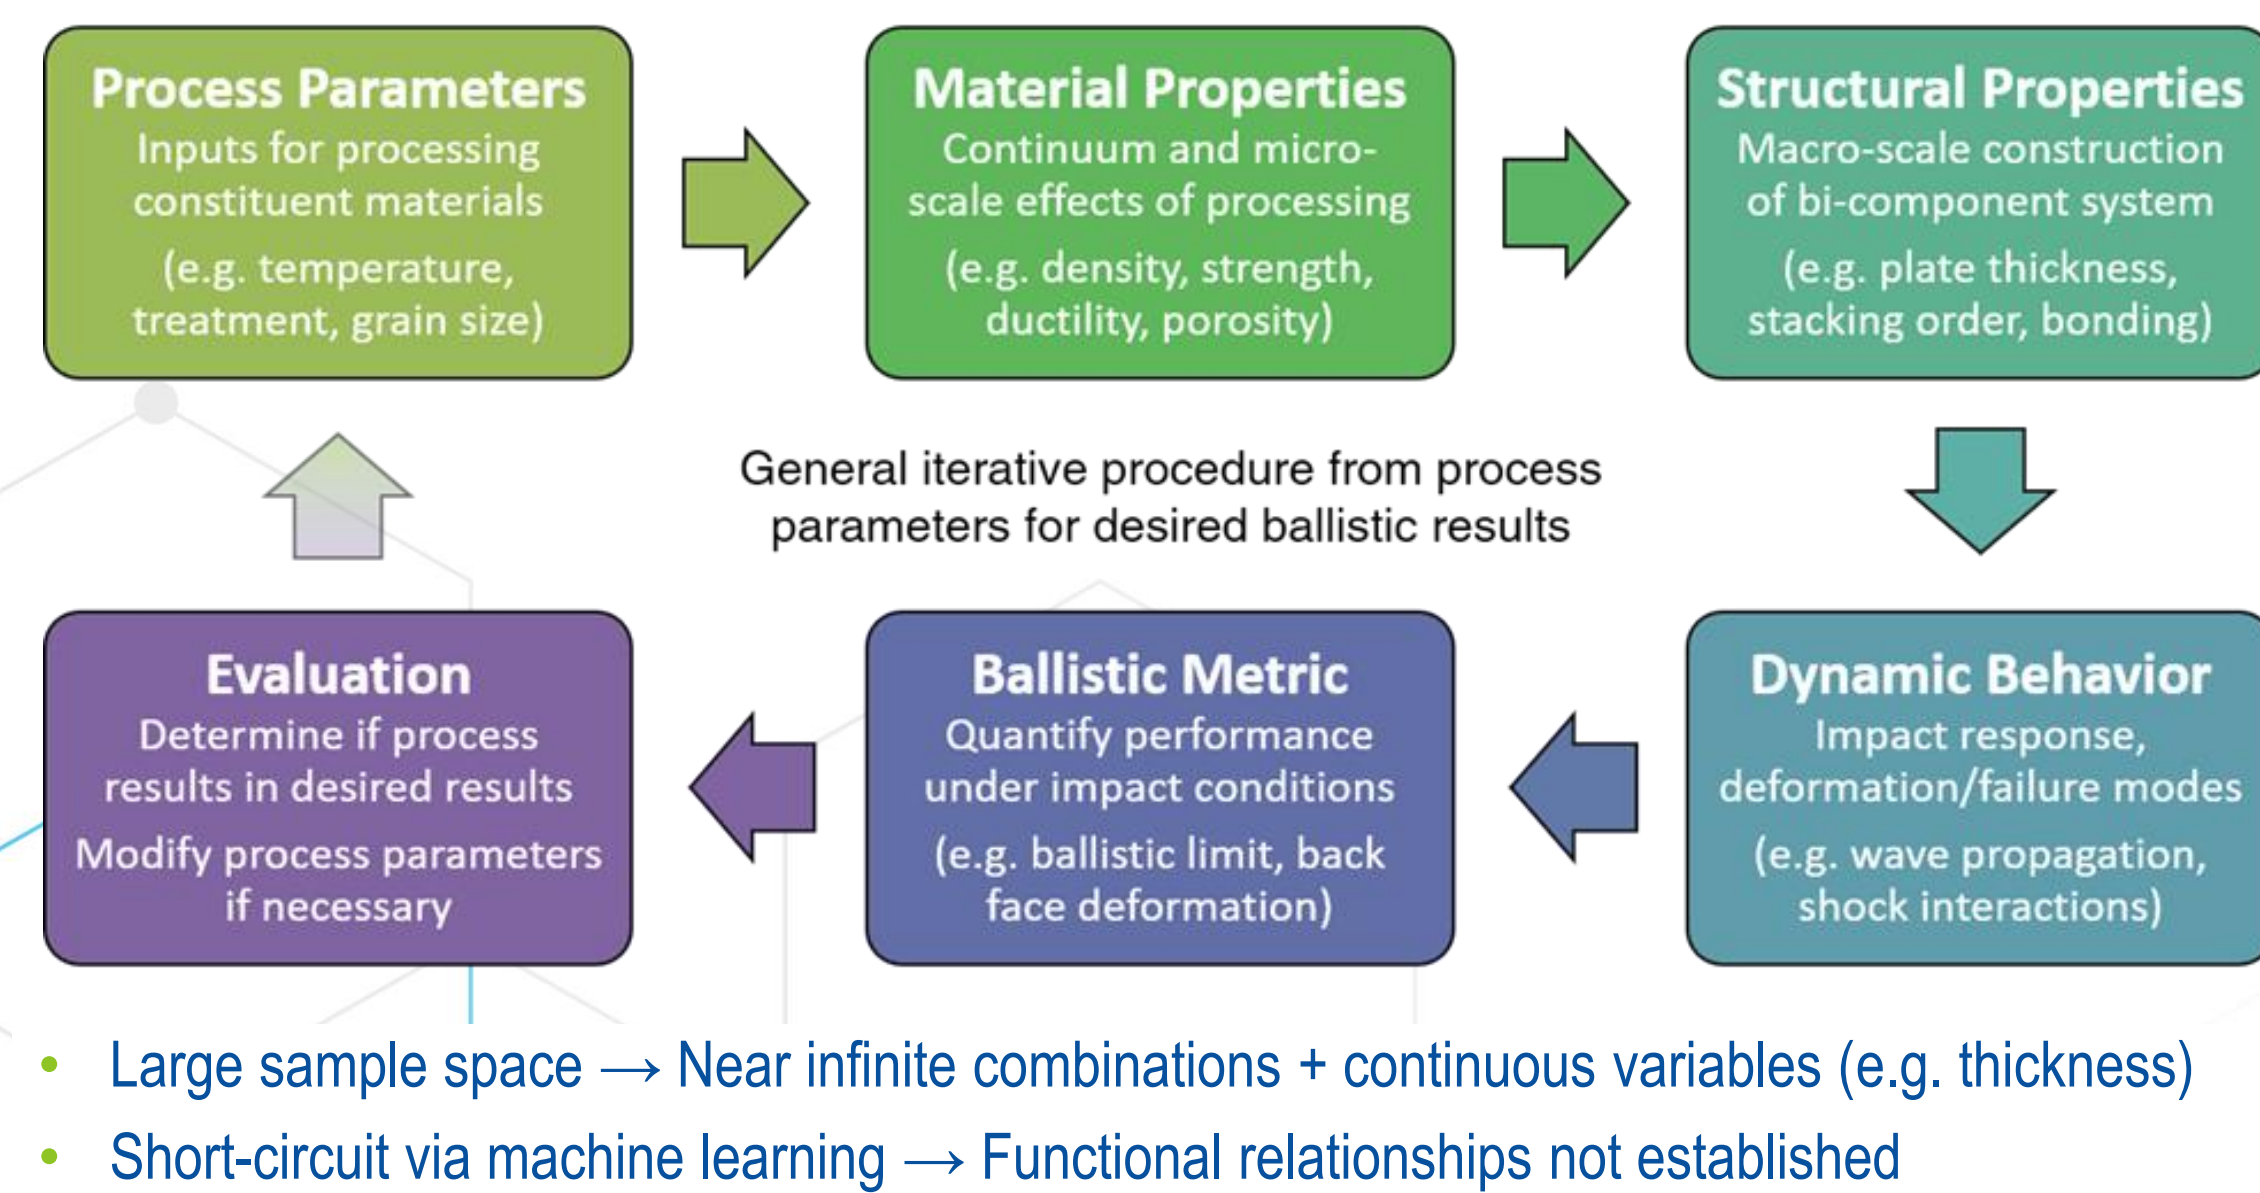 Process Parameters
Inputs for processing
constituent materials
(e.g. temperature,
treatment, grain size)
Material Properties
Continuum and micro-
scale effects of processing
(e.g. density, strength,
ductility, porosity)
Structural Properties
Macro-scale construction
of bi-component system
(e.g. plate thickness,
stacking order, bonding)
General iterative procedure from process
parameters for desired ballistic results
Evaluation
Determine if process
results in desired results
Modify process parameters
if necessary
Ballistic Metric
Quantify performance
under impact conditions
(e.g. ballistic limit, back
face deformation)
Dynamic Behavior
Impact response,
deformation/failure modes
(e.g. wave propagation,
shock interactions)
• Large sample space → Near infinite combinations + continuous variables (e.g. thickness)
• Short-circuit via machine learning → Functional relationships not established